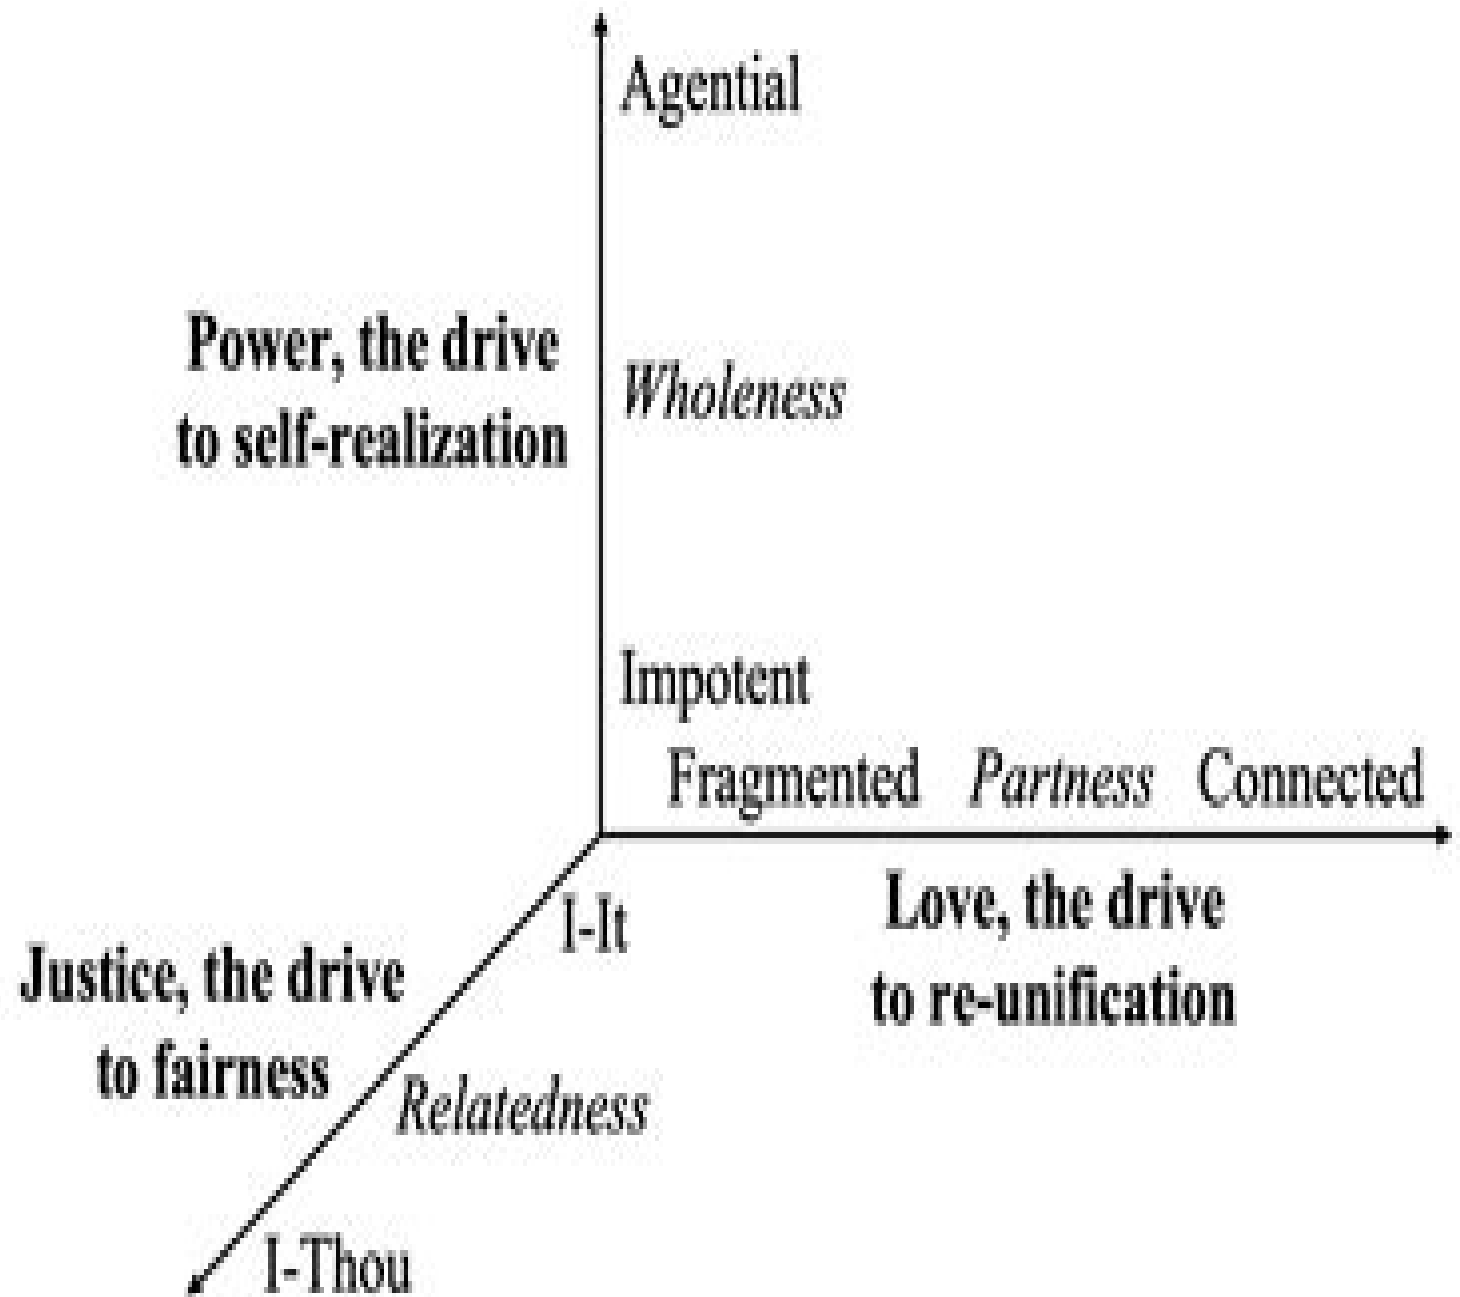 Agential
Power, the drive
to self-realization
Wholeness
Impotent
Fragmented Partness Connected
I-It
Love, the drive
to re-unification
Justice, the drive
to fairness
Relatedness
I-Thou